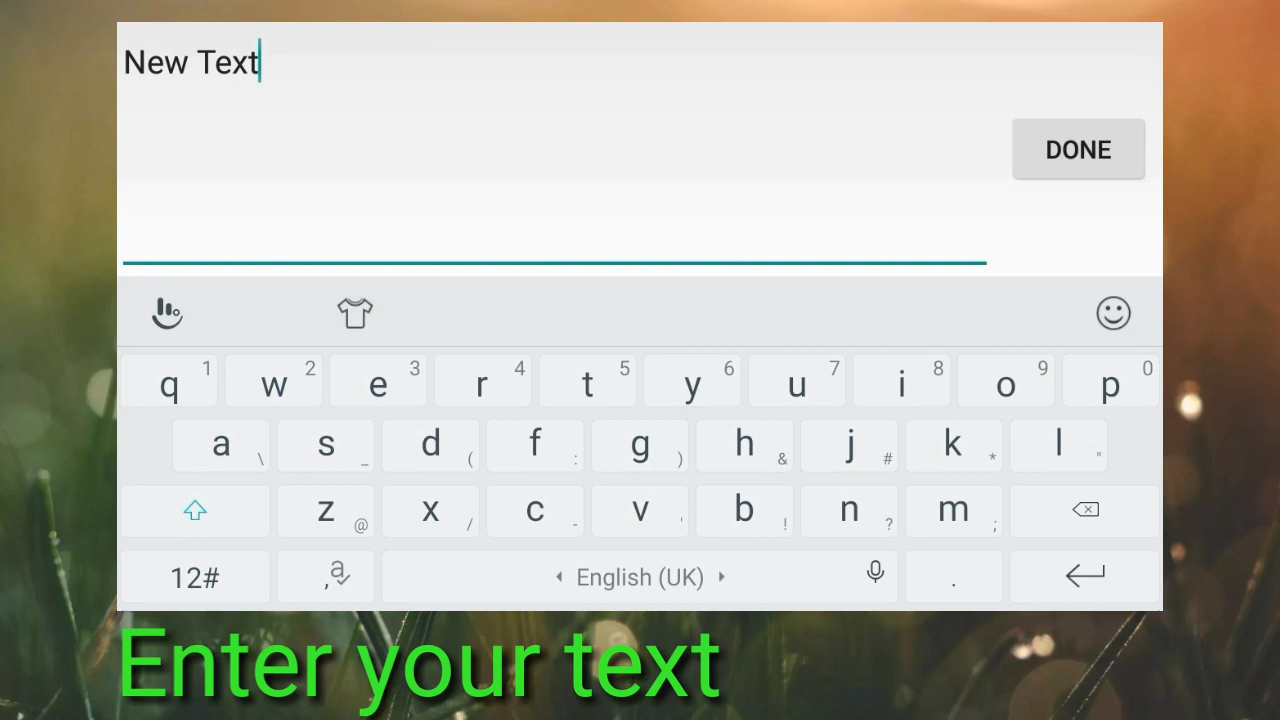 New Text
DONE
q 1 w 2 e 3 r 4 t 5 y 6 u 7 i 8 o 9 p 0
a \ s _ d ( f : g ) h & j # k * l "
z @ x / c - v ' b ! n ? m ;
12# , a English (UK) .
Enter your text